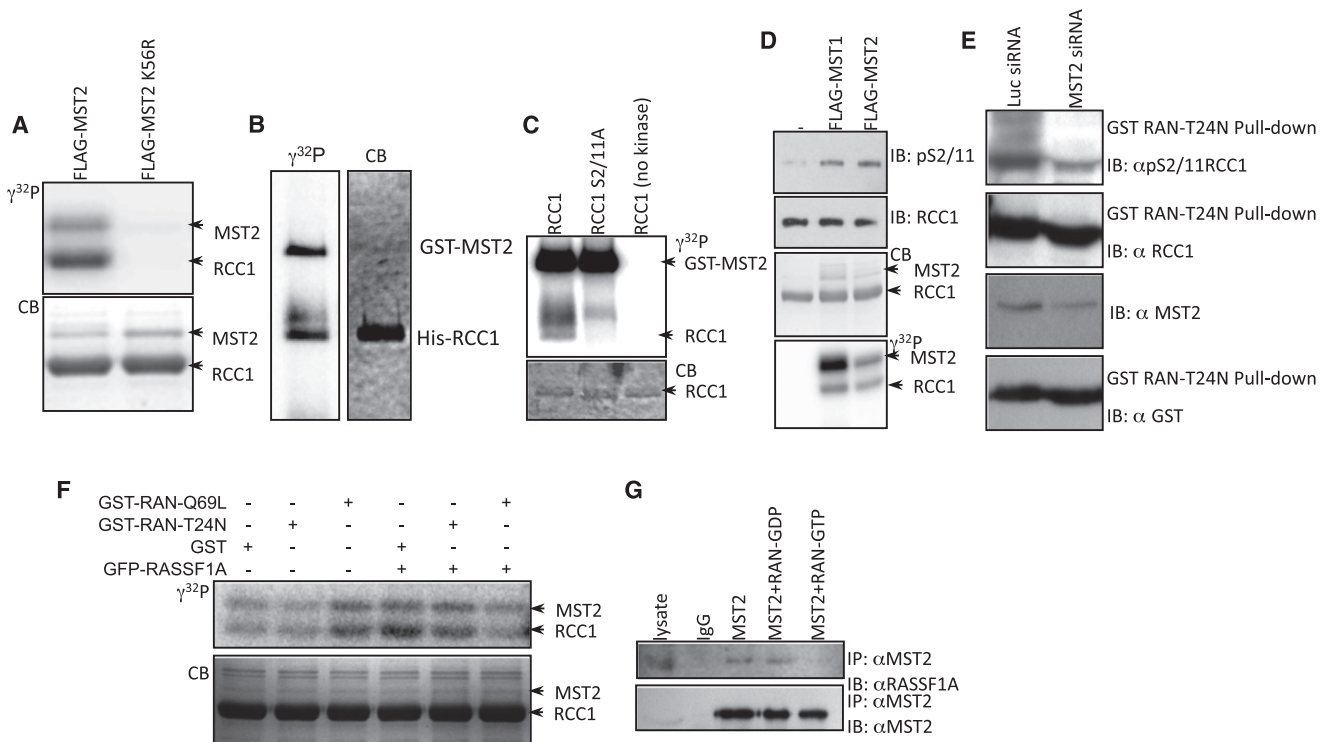 A
FLAG-MST2
FLAG-MST2 K56R
γ32P
MST2
RCC1
CB
MST2
RCC1
B
γ32P
CB
GST-MST2
His-RCC1
C
RCC1
RCC1 S2/11A
RCC1 (no kinase)
γ32P
GST-MST2
RCC1
CB
RCC1
D
-
FLAG-MST1
FLAG-MST2
IB: pS2/11
IB: RCC1
CB
MST2
RCC1
γ32P
MST2
RCC1
E
Luc siRNA
MST2 siRNA
GST RAN-T24N Pull-down
IB: αpS2/11RCC1
GST RAN-T24N Pull-down
IB: α RCC1
IB: α MST2
GST RAN-T24N Pull-down
IB: α GST
F
GST-RAN-Q69L - - + - - +
GST-RAN-T24N - + - - + -
GST + - - + - -
GFP-RASSF1A - - - + + +
γ32P
MST2
RCC1
CB
MST2
RCC1
G
lysate
IgG
MST2
MST2+RAN-GDP
MST2+RAN-GTP
IP: αMST2
IB: αRASSF1A
IP: αMST2
IB: αMST2